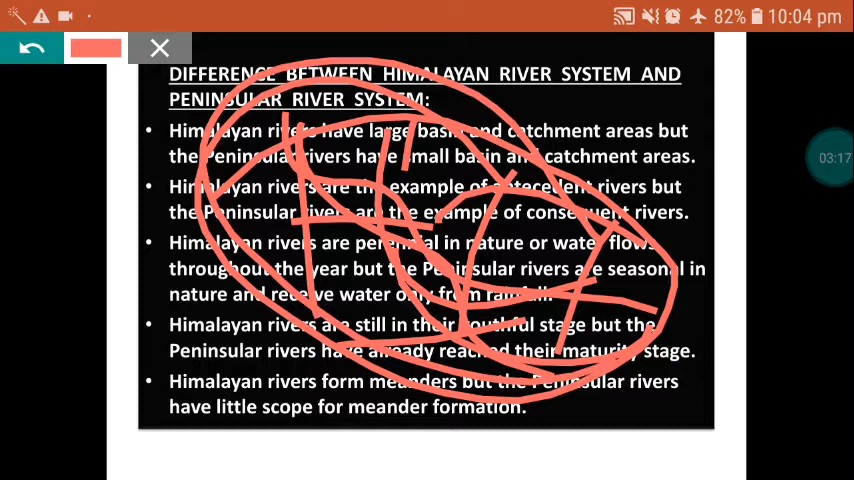 82% 10:04 pm
DIFFERENCE BETWEEN HIMALAYAN RIVER SYSTEM AND
PENINSULAR RIVER SYSTEM:
03:17
• Himalayan rivers have large basin and catchment areas but
the Peninsular rivers have small basin and catchment areas.
• Himalayan rivers are the example of antecedent rivers but
the Peninsular rivers are the example of consequent rivers.
• Himalayan rivers are perennial in nature or water flows
throughout the year but the Peninsular rivers are seasonal in
nature and receive water only from rainfall.
• Himalayan rivers are still in their youthful stage but the
Peninsular rivers have already reached their maturity stage.
• Himalayan rivers form meanders but the Peninsular rivers
have little scope for meander formation.